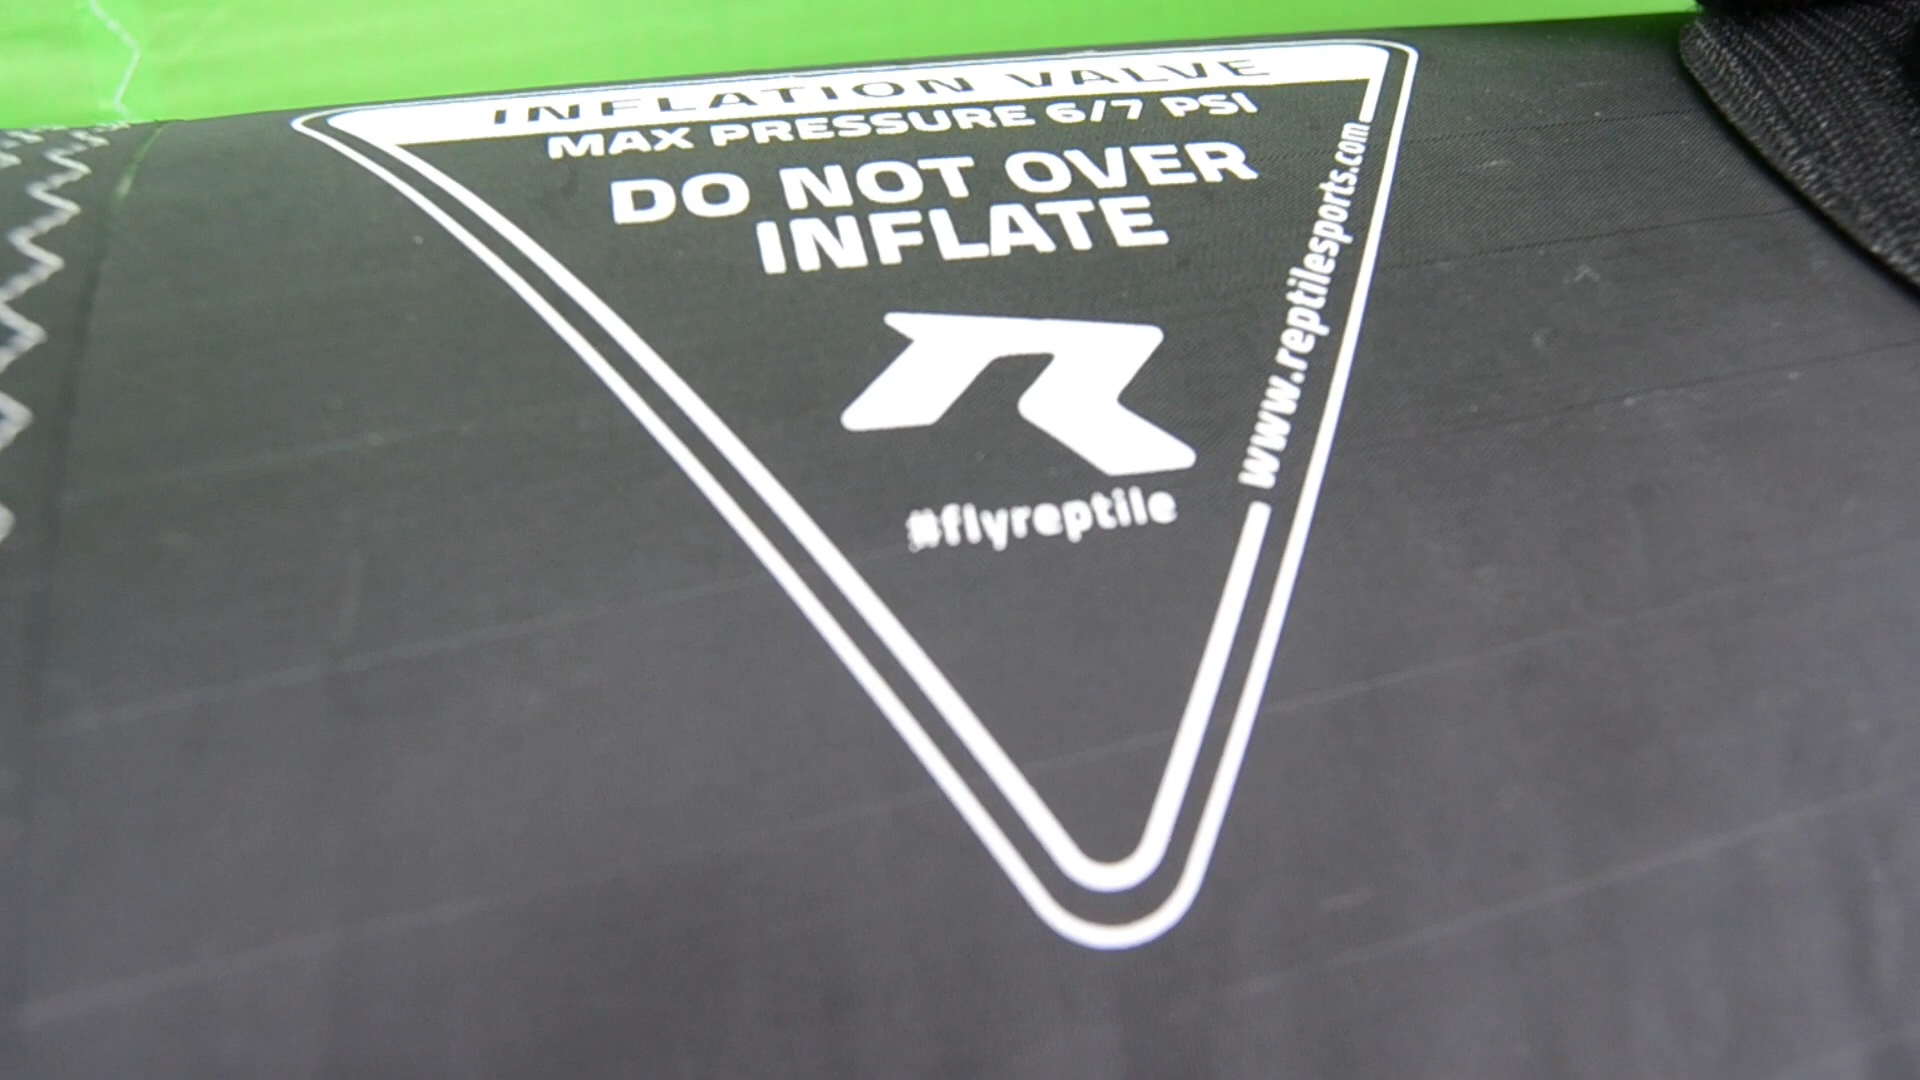 INFLATION VALVE
MAX PRESSURE 6/7 PSI
DO NOT OVER
INFLATE
#flyreptile
www.reptilesports.com